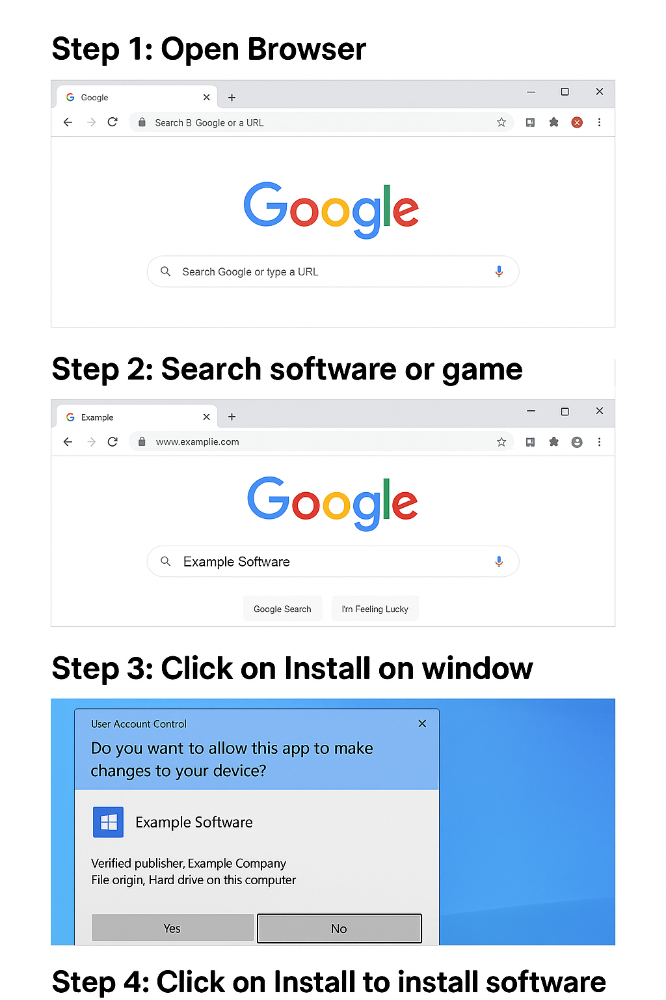 Step 1: Open Browser
Google
Search B Google or a URL
Google
Search Google or type a URL
Step 2: Search software or game
Example
www.examplie.com
Google
Example Software
Google Search
I'rn Feeling Lucky
Step 3: Click on Install on window
User Account Control
Do you want to allow this app to make
changes to your device?
Example Software
Verified publisher, Example Company
File origin, Hard drive on this computer
Yes
No
Step 4: Click on Install to install software